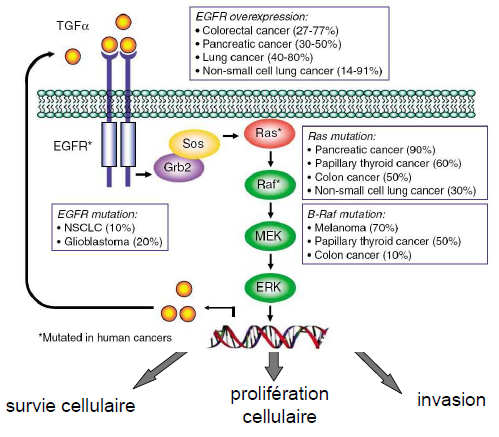 TGFα
EGFR overexpression:
• Colorectal cancer (27-77%)
• Pancreatic cancer (30-50%)
• Lung cancer (40-80%)
• Non-small cell lung cancer (14-91%)
EGFR*
Sos
Grb2
Ras*
Raf*
MEK
ERK
Ras mutation:
• Pancreatic cancer (90%)
• Papillary thyroid cancer (60%)
• Colon cancer (50%)
• Non-small cell lung cancer (30%)
EGFR mutation:
• NSCLC (10%)
• Glioblastoma (20%)
B-Raf mutation:
• Melanoma (70%)
• Papillary thyroid cancer (50%)
• Colon cancer (10%)
*Mutated in human cancers
survie cellulaire
prolifération
cellulaire
invasion